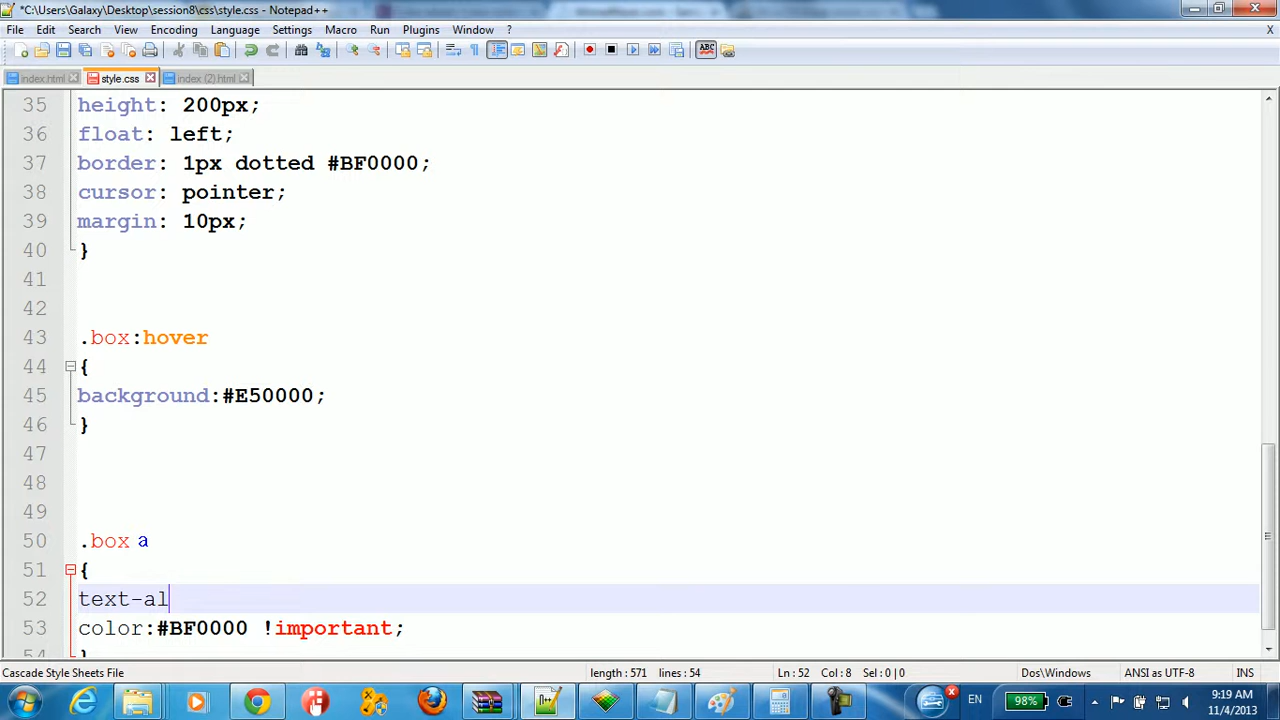 *C:\Users\Galaxy\Desktop\session8\css\style.css - Notepad++
File Edit Search View Encoding Language Settings Macro Run Plugins Window ? X
index.html style.css index (2).html
35 height: 200px;
36 float: left;
37 border: 1px dotted #BF0000;
38 cursor: pointer;
39 margin: 10px;
40 }
41
42
43 .box:hover
44 {
45 background:#E50000;
46 }
47
48
49
50 .box a
51 {
52 text-al
53 color:#BF0000 !important;
54 }
Cascade Style Sheets File length : 571 lines : 54 Ln : 52 Col : 8 Sel : 0 | 0 Dos\Windows ANSI as UTF-8 INS
EN 98% 9:19 AM
11/4/2013